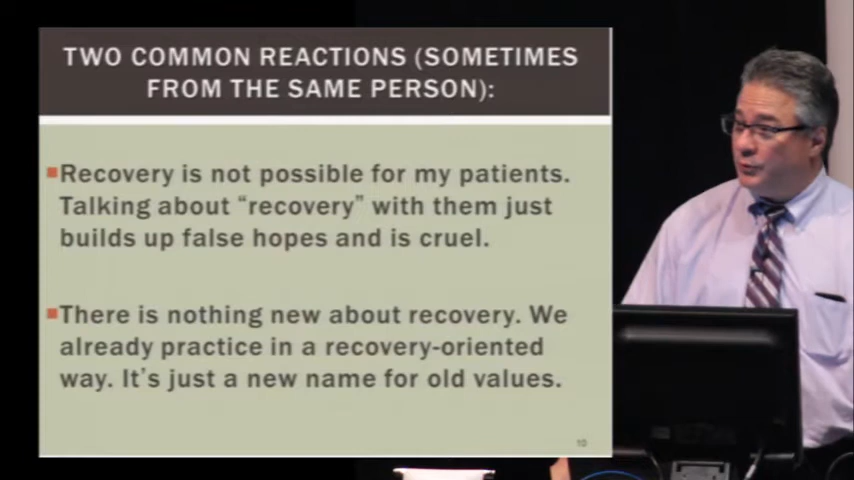 TWO COMMON REACTIONS (SOMETIMES
FROM THE SAME PERSON):
Recovery is not possible for my patients.
Talking about “recovery” with them just
builds up false hopes and is cruel.
There is nothing new about recovery. We
already practice in a recovery-oriented
way. It’s just a new name for old values.
10